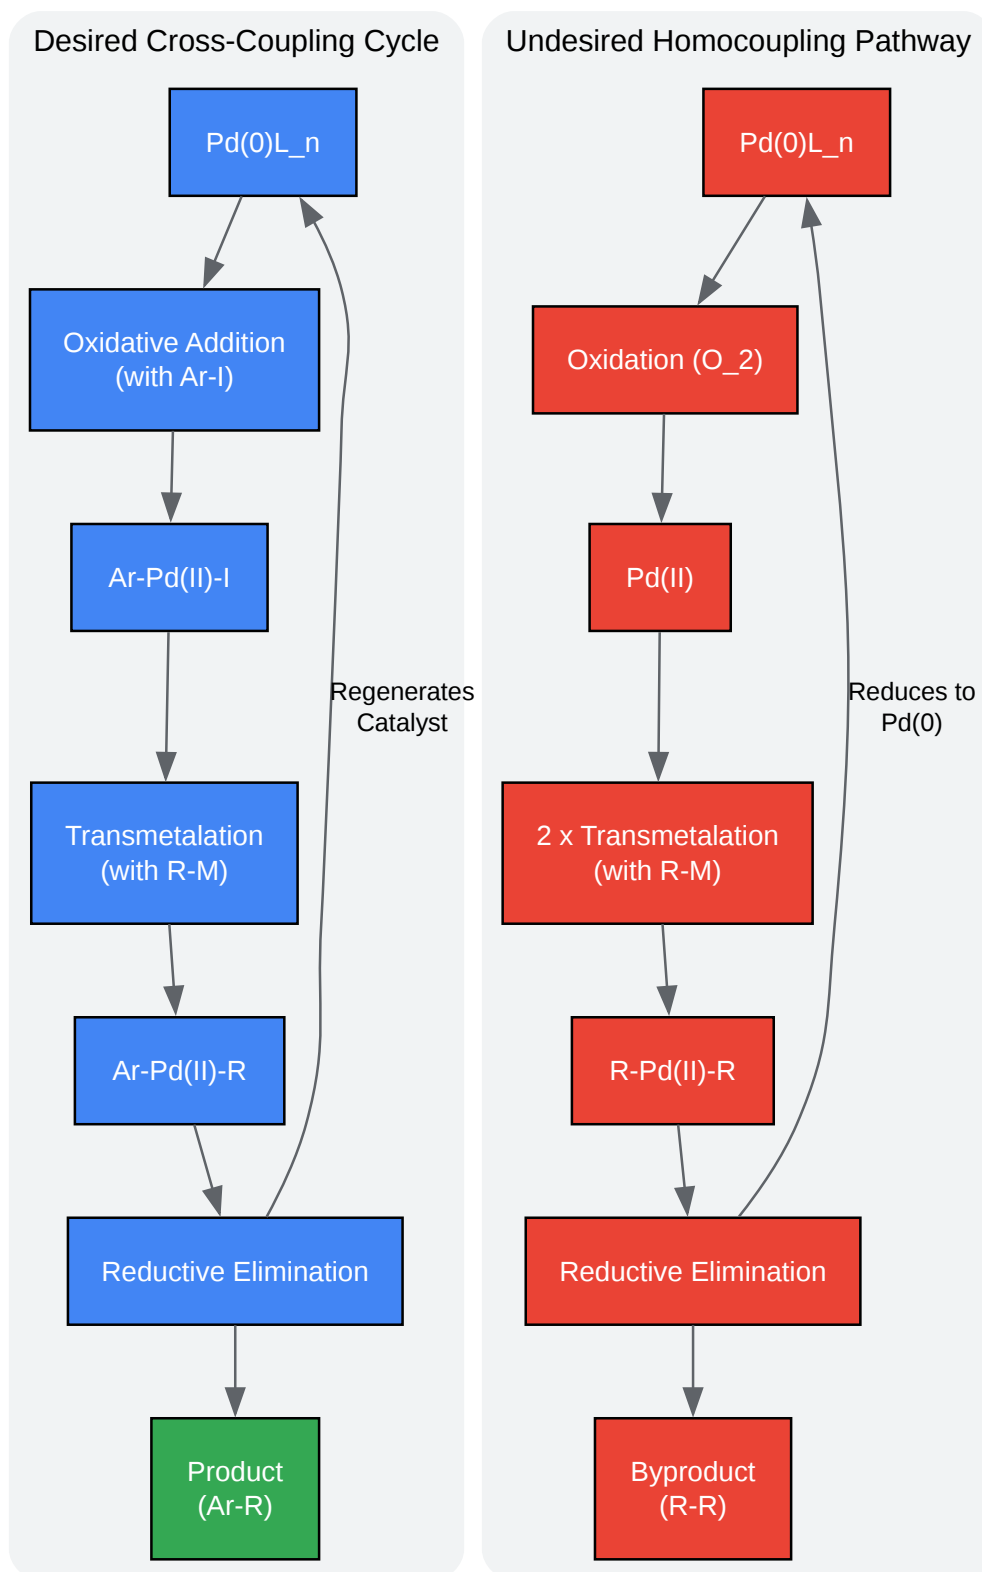 Desired Cross-Coupling Cycle
Pd(0)L_n
Oxidative Addition
(with Ar-I)
Ar-Pd(II)-I
Regenerates
Catalyst
Transmetalation
(with R-M)
Ar-Pd(II)-R
Reductive Elimination
Product
(Ar-R)
Undesired Homocoupling Pathway
Pd(0)L_n
Oxidation (O_2)
Pd(II)
Reduces to
Pd(0)
2 x Transmetalation
(with R-M)
R-Pd(II)-R
Reductive Elimination
Byproduct
(R-R)